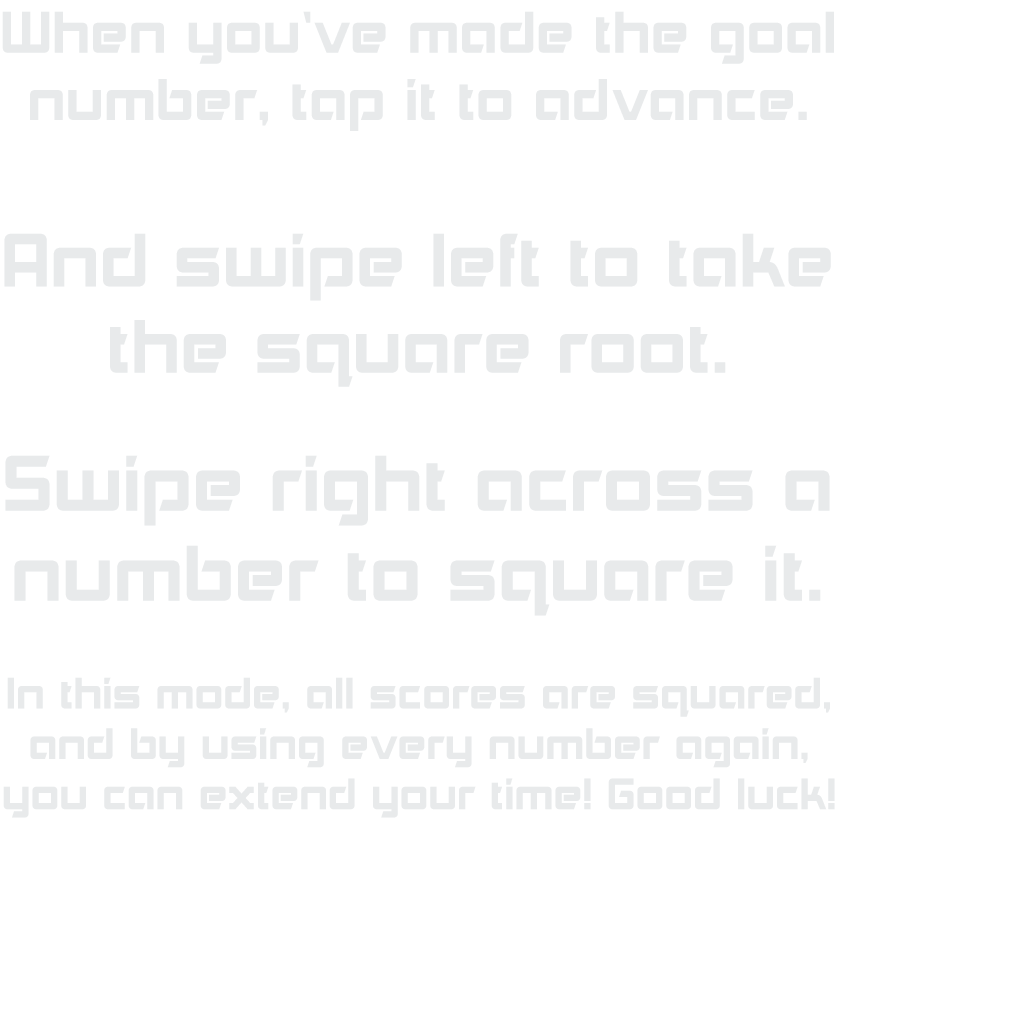 When you've made the goal
number, tap it to advance.
And swipe left to take
the square root.
Swipe right across a
number to square it.
In this mode, all scores are squared,
and by using every number again,
you can extend your time! Good luck!